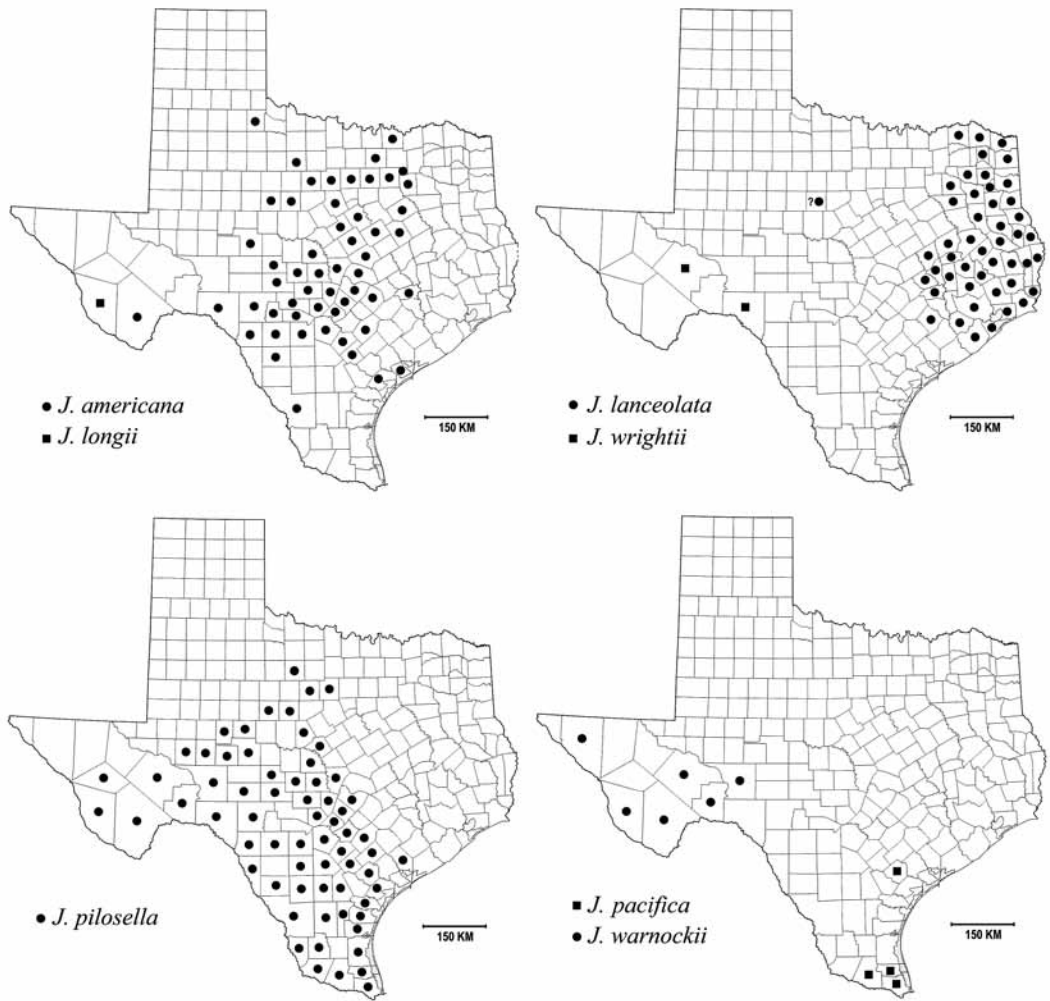 J. americana
J. longii
150 KM
?
J. lanceolata
J. wrightii
150 KM
J. pilosella
150 KM
J. pacifica
J. warnockii
150 KM